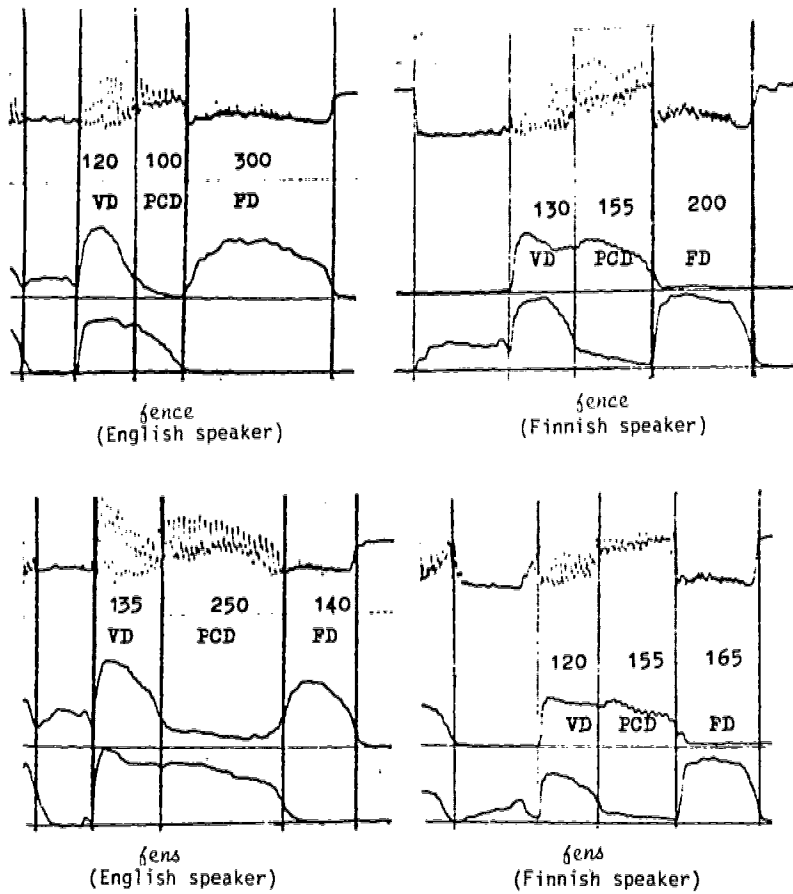 120 100 300
VD PCD FD
fence
(English speaker)
130 155 200
VD PCD FD
fence
(Finnish speaker)
135 250 140
VD PCD FD
fens
(English speaker)
120 155 165
VD PCD FD
fens
(Finnish speaker)